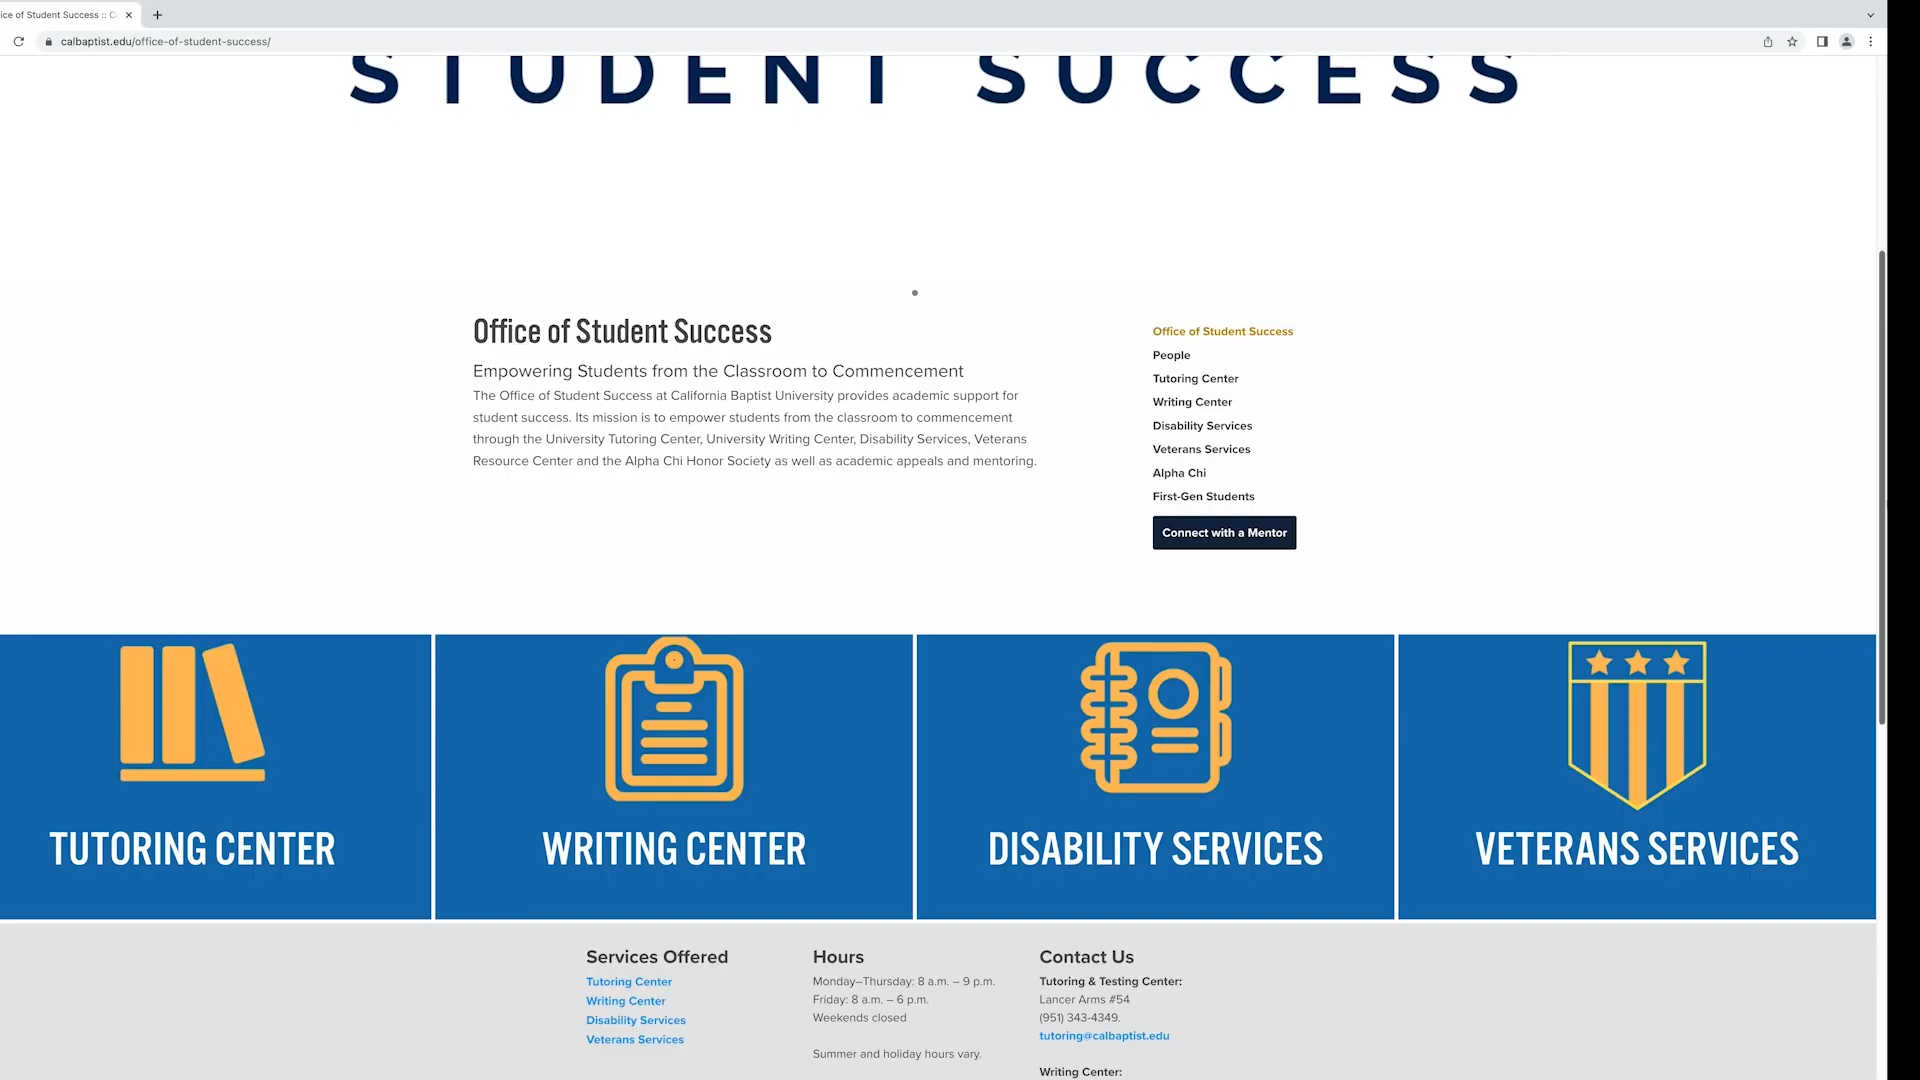 ice of Student Success :: C
calbaptist.edu/office-of-student-success/
STUDENT SUCCESS
Office of Student Success
Empowering Students from the Classroom to Commencement
The Office of Student Success at California Baptist University provides academic support for
student success. Its mission is to empower students from the classroom to commencement
through the University Tutoring Center, University Writing Center, Disability Services, Veterans
Resource Center and the Alpha Chi Honor Society as well as academic appeals and mentoring.
Office of Student Success
People
Tutoring Center
Writing Center
Disability Services
Veterans Services
Alpha Chi
First-Gen Students
Connect with a Mentor
TUTORING CENTER
WRITING CENTER
DISABILITY SERVICES
VETERANS SERVICES
Services Offered
Tutoring Center
Writing Center
Disability Services
Veterans Services
Hours
Monday–Thursday: 8 a.m. – 9 p.m.
Friday: 8 a.m. – 6 p.m.
Weekends closed
Summer and holiday hours vary.
Contact Us
Tutoring & Testing Center:
Lancer Arms #54
(951) 343-4349.
tutoring@calbaptist.edu
Writing Center: